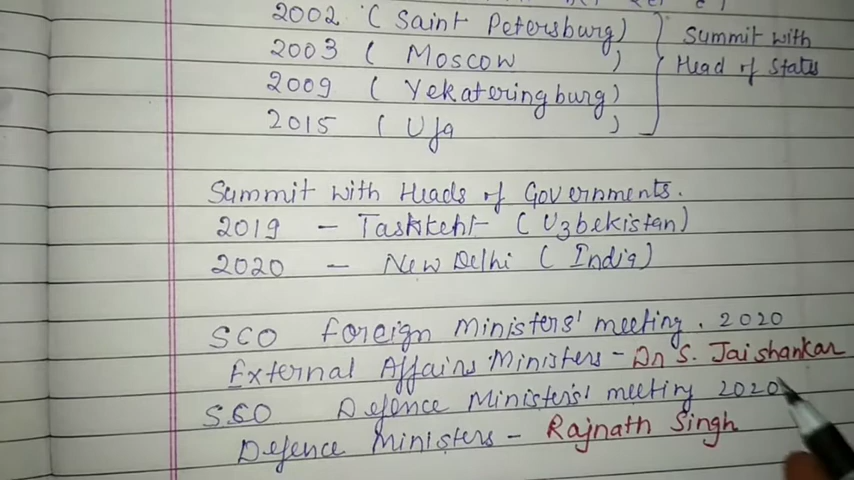 2002 (Saint Petersburg)
2003 ( Moscow )
2009 ( Yekateringburg)
2015 ( Ufa )
Summit with
Head of States
Summit with Heads of Governments.
2019 - Tashkent (Uzbekistan)
2020 - New Delhi (India)
SCO Foreign Ministers' meeting. 2020
External Affairs Ministers - Dr S. Jaishankar
SCO Defence Ministers' meeting 2020
Defence Ministers - Rajnath Singh